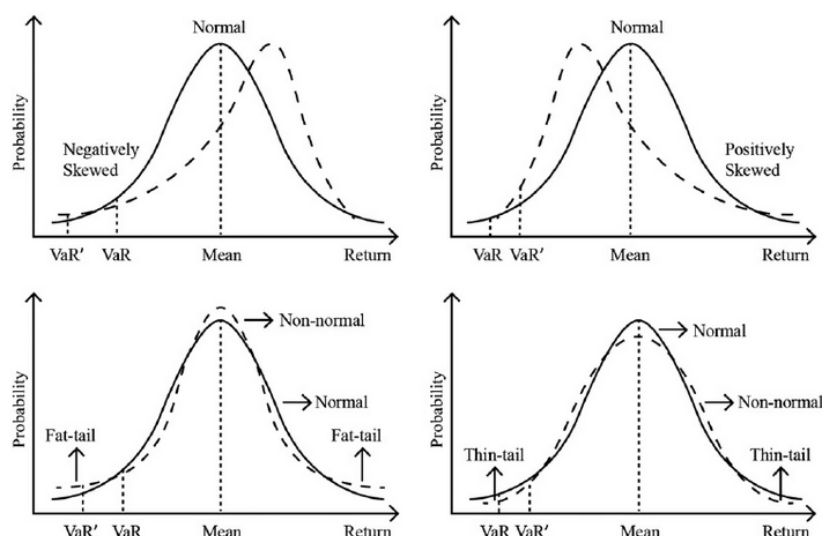 Normal
Probability
Negatively
Skewed
VaR′ VaR Mean Return
Normal
Probability
Positively
Skewed
VaR VaR′ Mean Return
Non-normal
Normal
Probability
Fat-tail Fat-tail
VaR′ VaR Mean Return
Normal
Non-normal
Probability
Thin-tail Thin-tail
VaR VaR′ Mean Return